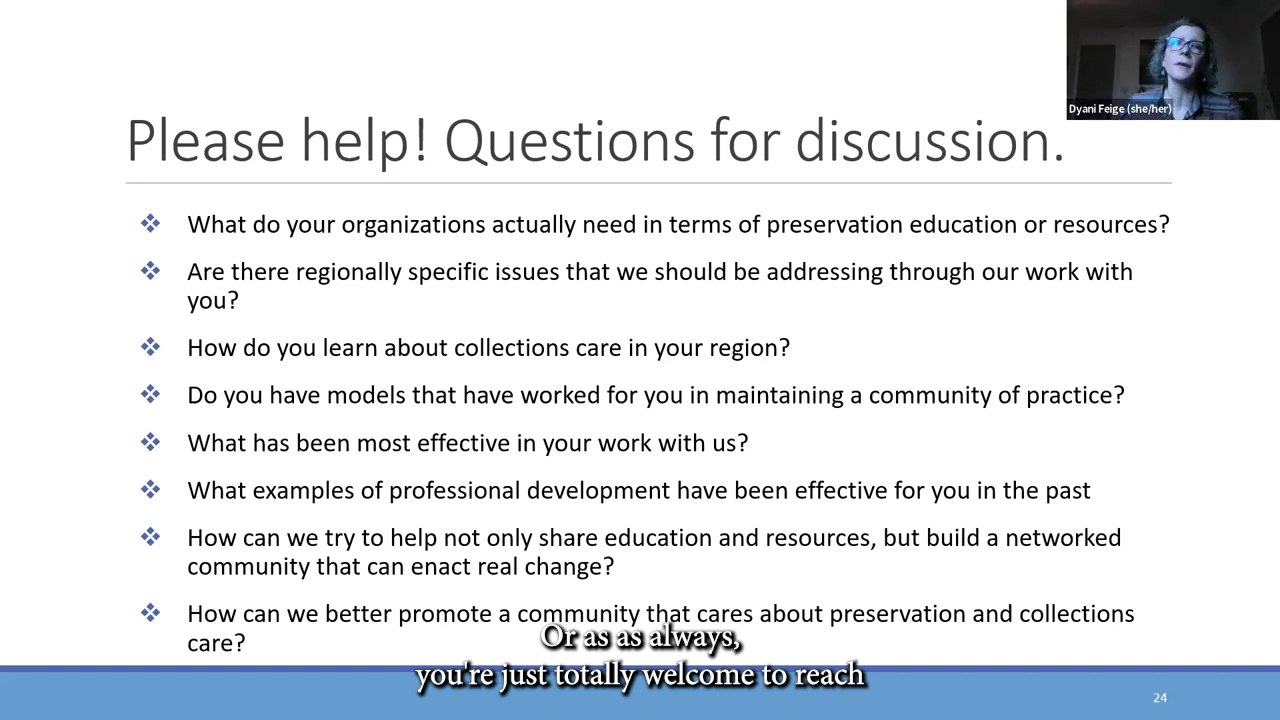 Dyani Feige (she/her)
Please help! Questions for discussion.
What do your organizations actually need in terms of preservation education or resources?
Are there regionally specific issues that we should be addressing through our work with
you?
How do you learn about collections care in your region?
Do you have models that have worked for you in maintaining a community of practice?
What has been most effective in your work with us?
What examples of professional development have been effective for you in the past
How can we try to help not only share education and resources, but build a networked
community that can enact real change?
How can we better promote a community that cares about preservation and collections
care?
Or as as always,
you're just totally welcome to reach
24